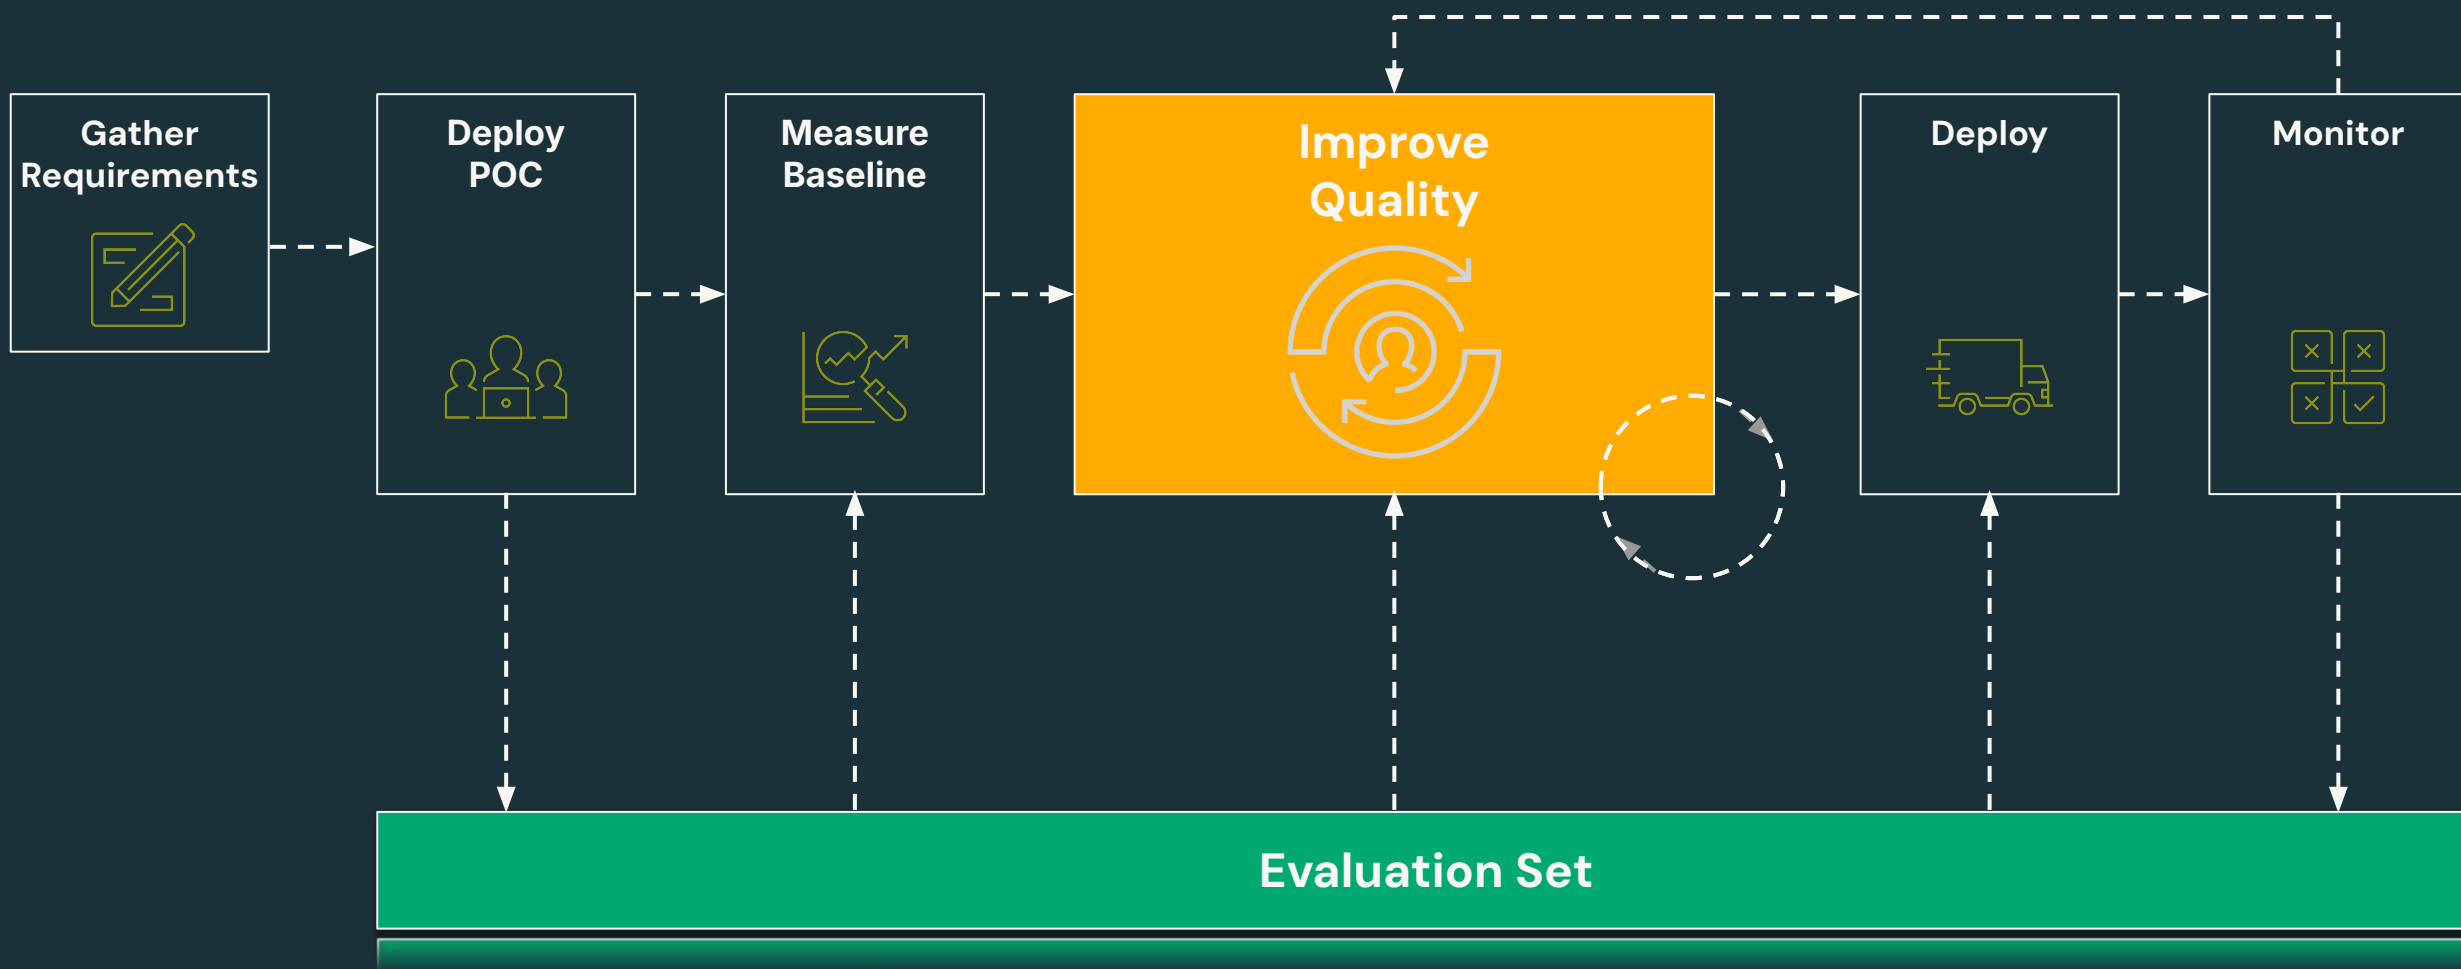 Gather
Requirements
Deploy
POC
Measure
Baseline
Improve
Quality
Deploy
Monitor
Evaluation Set